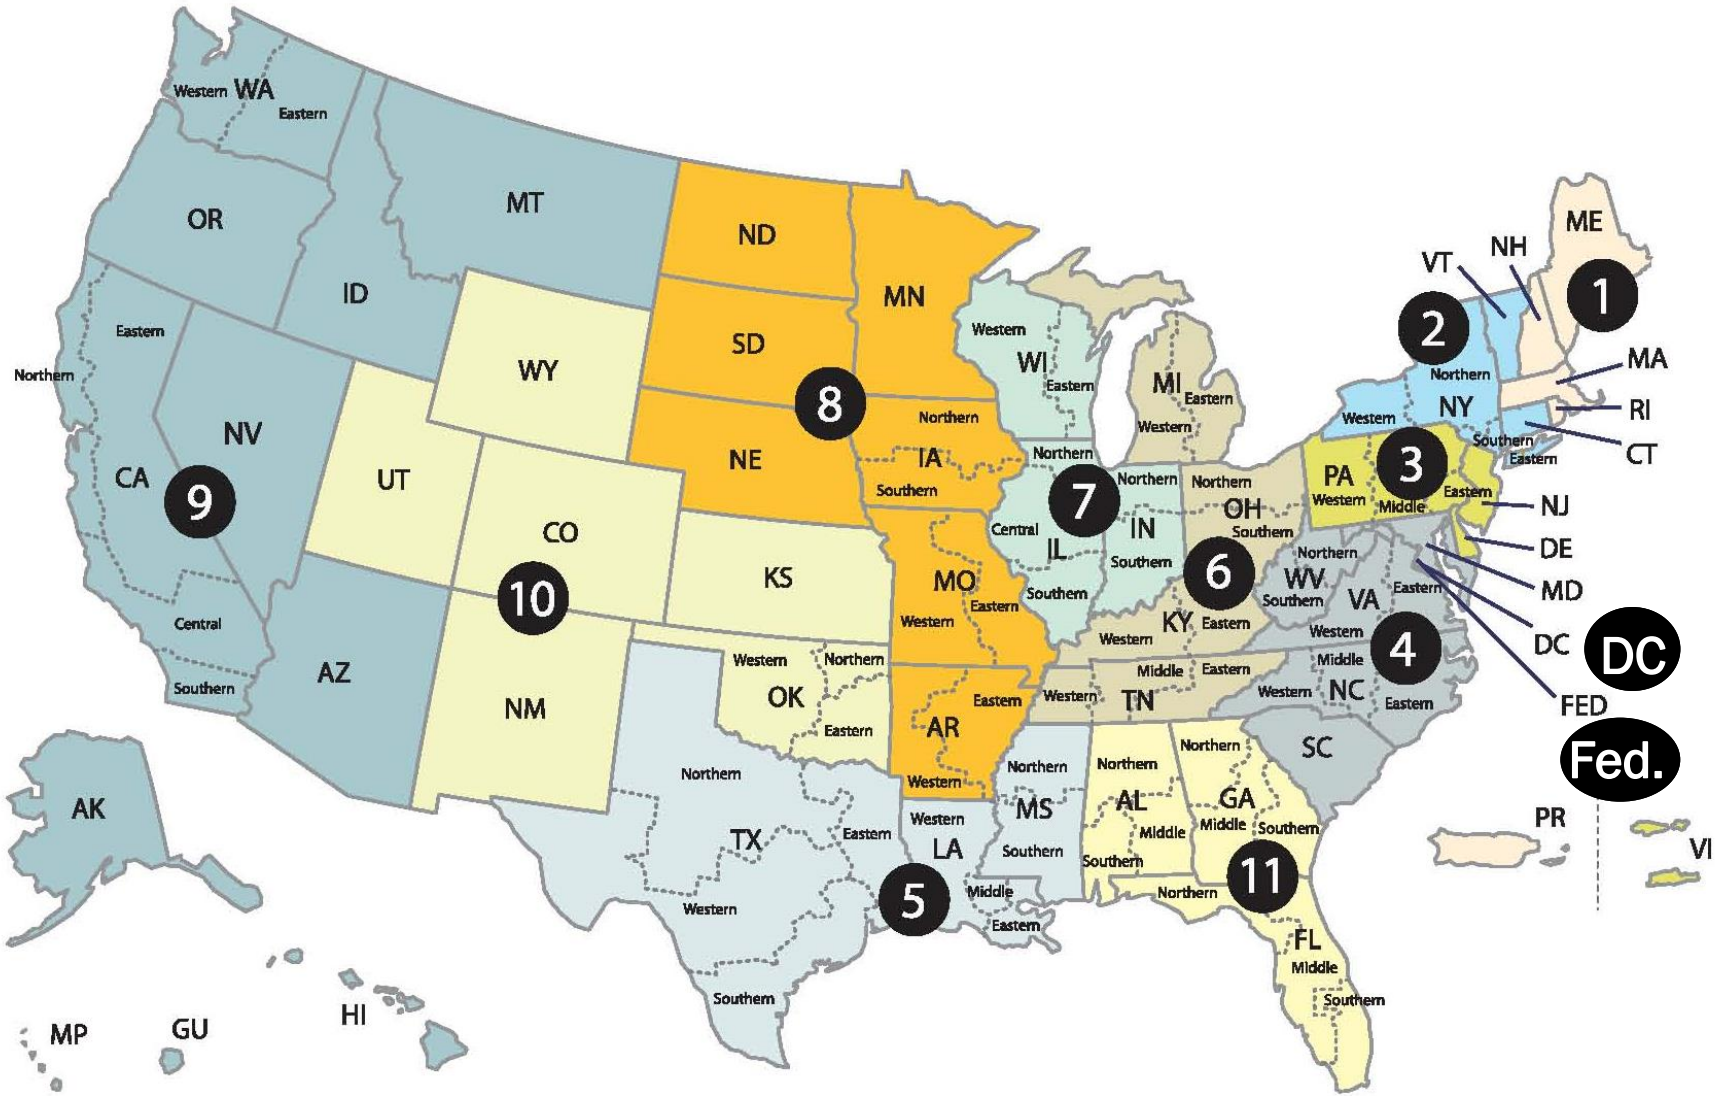 Western WA
Eastern
MT
OR
ID
Eastern
Northern
NV
CA
9
Central
Southern
AZ
AK
HI
GU
MP
WY
UT
CO
10
KS
NM
Western Northern
OK
Eastern
ND
MN
SD
8
NE
Northern
IA
Southern
MO
Eastern
Western
Eastern
AR
Western
Western
WI
Eastern
Northern
7
Central
IL
Southern
Northern
IN
Southern
MI
Eastern
Western
Northern
OH
Southern
6
KY
Western
Eastern
Middle
Eastern
Western
TN
Northern
TX
Eastern
Western
Southern
Western
LA
5
Middle
Eastern
Northern
MS
Southern
Northern
AL
Middle
Southern
Northern
GA
Middle
Southern
11
Northern
FL
Middle
Southern
ME
1
NH
VT
2
Northern
NY
Western
Southern
Eastern
MA
RI
CT
3
PA
Western
Middle
Eastern
NJ
DE
MD
DC
DC
FED
Fed.
Northern
WV
Southern
VA
Eastern
Western
4
Middle
Western
NC
Eastern
SC
PR
VI